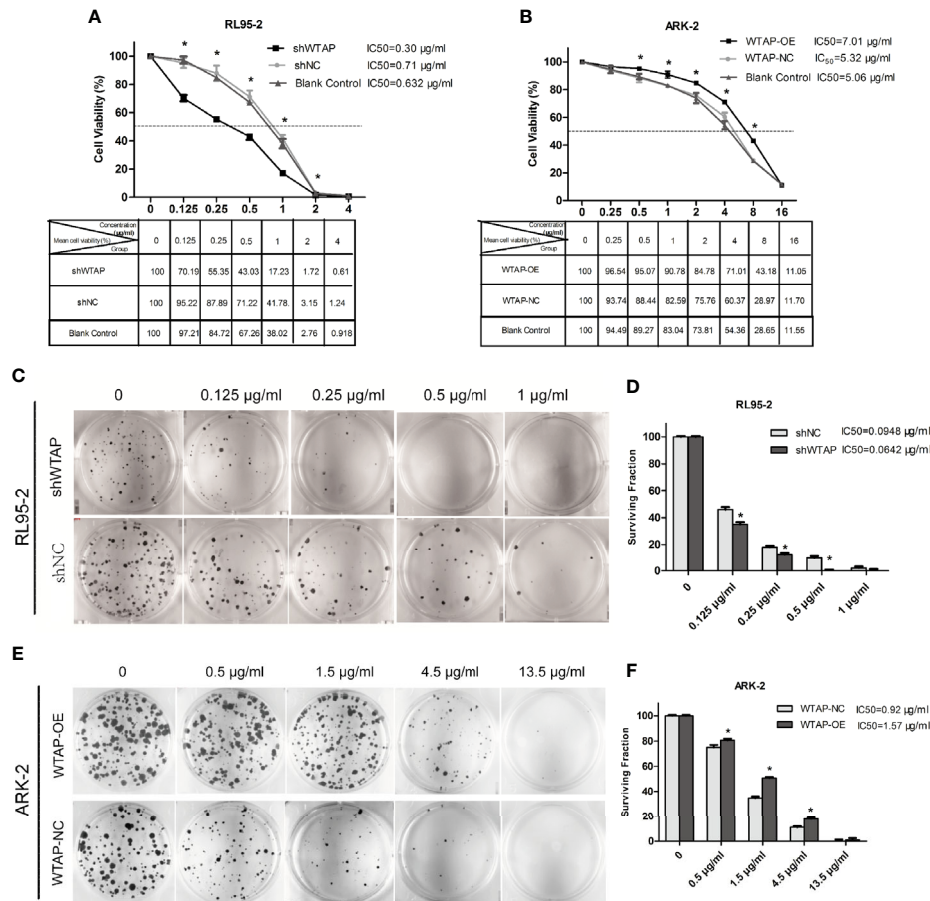 A
RL95-2
shWTAP IC50=0.30 µg/ml
shNC IC50=0.71 µg/ml
Blank Control IC50=0.632 µg/ml
Cell Viability (%)
100
80
60
40
20
0
0 0.125 0.25 0.5 1 2 4
* * * * *
Concentration (µg/ml)
Mean cell viability(%)
Group
0 0.125 0.25 0.5 1 2 4
shWTAP 100 70.19 55.35 43.03 17.23 1.72 0.61
shNC 100 95.22 87.89 71.22 41.78. 3.15 1.24
Blank Control 100 97.21 84.72 67.26 38.02 2.76 0.918
B
ARK-2
WTAP-OE IC50=7.01 µg/ml
WTAP-NC IC50=5.32 µg/ml
Blank Control IC50=5.06 µg/ml
Cell Viability (%)
100
80
60
40
20
0
0 0.25 0.5 1 2 4 8 16
* * * * *
Concentration (µg/ml)
Mean cell viability(%)
Group
0 0.25 0.5 1 2 4 8 16
WTAP-OE 100 96.54 95.07 90.78 84.78 71.01 43.18 11.05
WTAP-NC 100 93.74 88.44 82.59 75.76 60.37 28.97 11.70
Blank Control 100 94.49 89.27 83.04 73.81 54.36 28.65 11.55
C
0 0.125 µg/ml 0.25 µg/ml 0.5 µg/ml 1 µg/ml
RL95-2
shWTAP
shNC
D
RL95-2
shNC IC50=0.0948 µg/ml
shWTAP IC50=0.0642 µg/ml
Surviving Fraction
100
80
60
40
20
0
* * *
0 0.125 µg/ml 0.25 µg/ml 0.5 µg/ml 1 µg/ml
E
0 0.5 µg/ml 1.5 µg/ml 4.5 µg/ml 13.5 µg/ml
ARK-2
WTAP-OE
WTAP-NC
F
ARK-2
WTAP-NC IC50=0.92 µg/ml
WTAP-OE IC50=1.57 µg/ml
Surviving Fraction
100
80
60
40
20
0
* * *
0 0.5 µg/ml 1.5 µg/ml 4.5 µg/ml 13.5 µg/ml